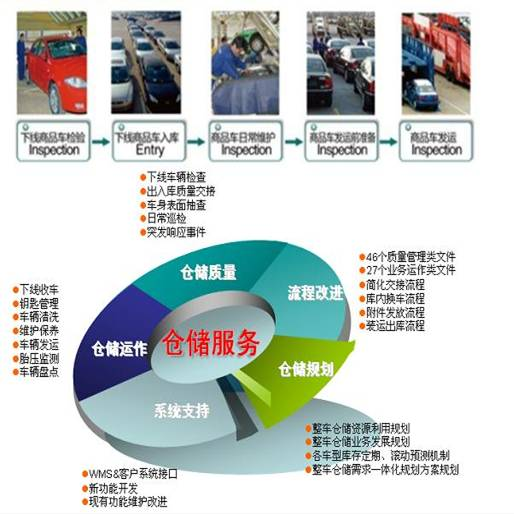 下线商品车检验
Inspection
下线商品车入库
Entry
商品车日常维护
Inspection
商品车发运前准备
Inspection
商品车发运
Inspection
下线车辆检查
出入库质量交接
车身表面抽查
日常巡检
突发响应事件
仓储质量
流程改进
46个质量管理类文件
27个业务运作类文件
简化交接流程
库内换车流程
附件发放流程
装运出库流程
下线收车
钥匙管理
车辆清洗
维护保养
车辆发运
胎压监测
车辆盘点
仓储运作
仓储服务
仓储规划
系统支持
整车仓储资源利用规划
整车仓储业务发展规划
各车型库存定期、滚动预测机制
整车仓储需求一体化规划方案规划
WMS&客户系统接口
新功能开发
现有功能维护改进